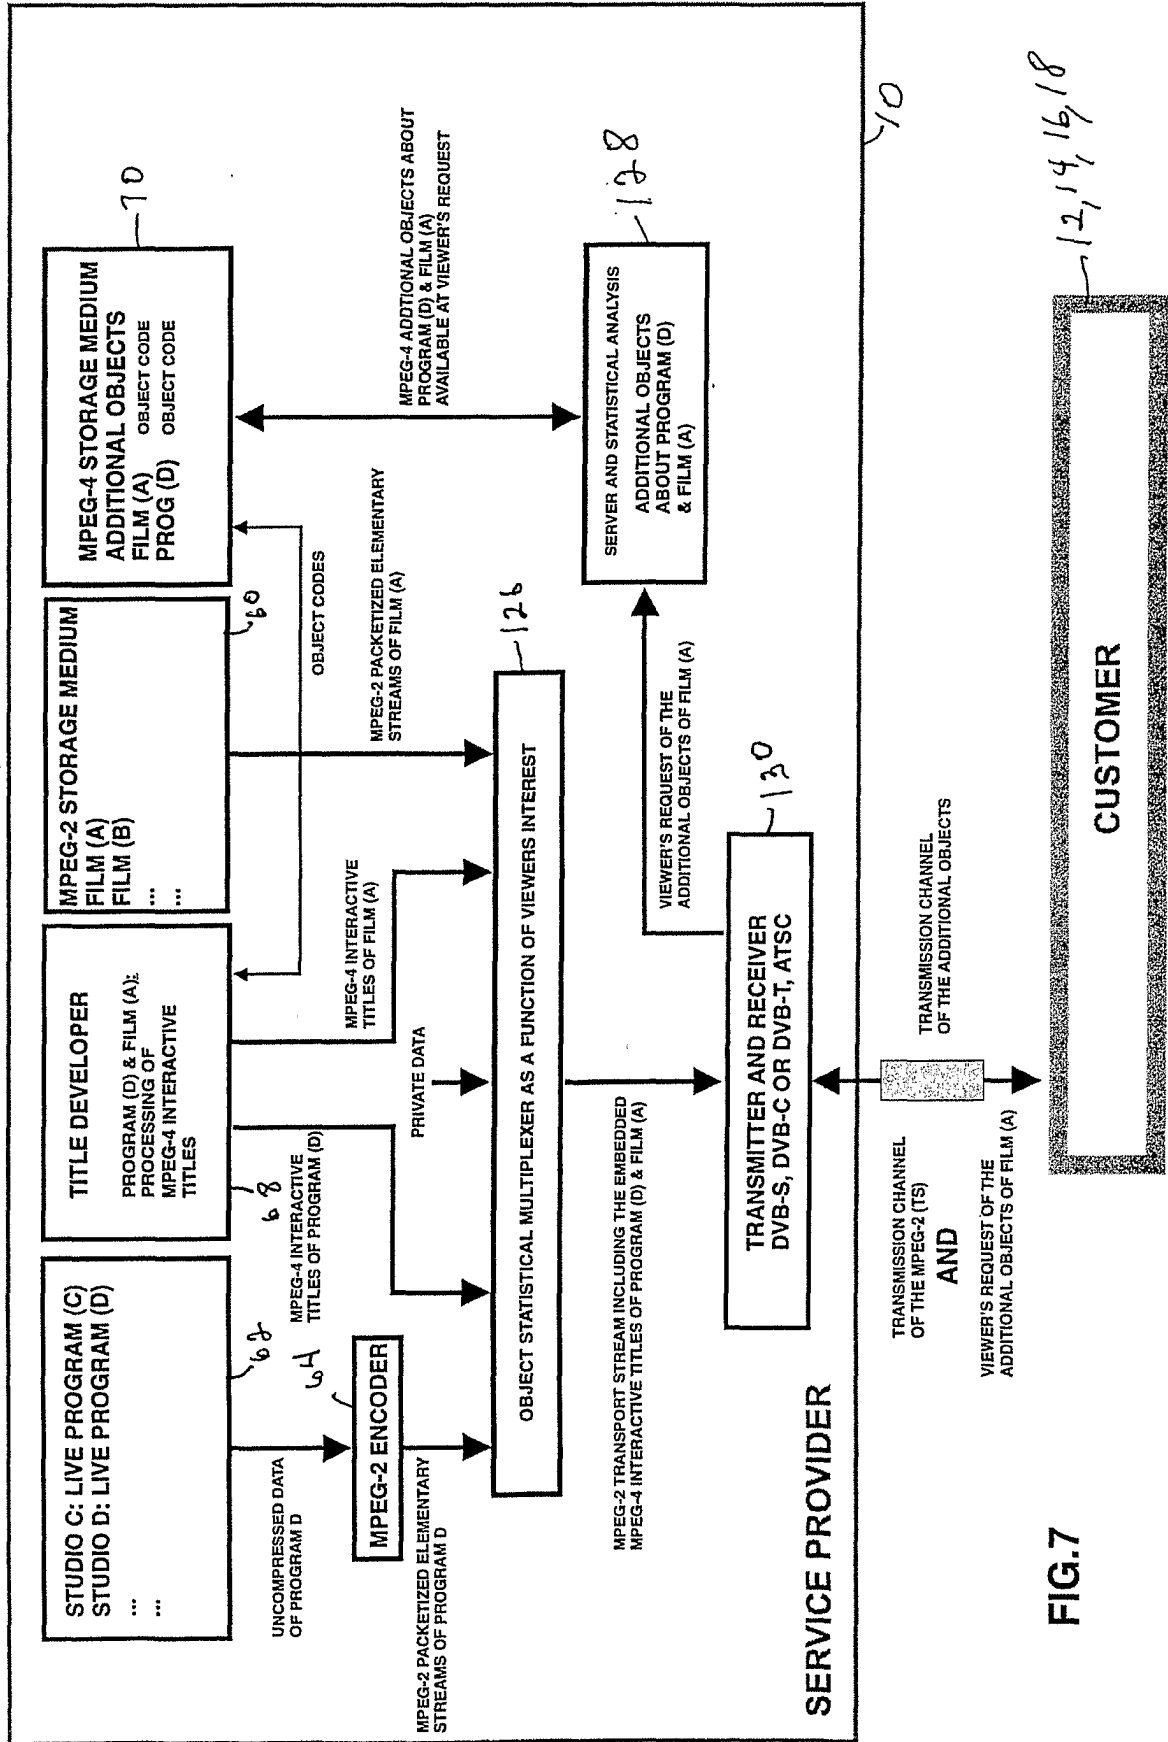 STUDIO C: LIVE PROGRAM (C)
STUDIO D: LIVE PROGRAM (D)
...
...
62
TITLE DEVELOPER
PROGRAM (D) & FILM (A):
PROCESSING OF
MPEG-4 INTERACTIVE
TITLES
68
MPEG-2 STORAGE MEDIUM
FILM (A)
FILM (B)
...
...
60
MPEG-4 STORAGE MEDIUM
ADDITIONAL OBJECTS
FILM (A) OBJECT CODE
PROG (D) OBJECT CODE
70
UNCOMPRESSED DATA
OF PROGRAM D
64
MPEG-2 ENCODER
MPEG-2 PACKETIZED ELEMENTARY
STREAMS OF PROGRAM D
MPEG-4 INTERACTIVE
TITLES OF PROGRAM (D)
PRIVATE DATA
MPEG-4 INTERACTIVE
TITLES OF FILM (A)
OBJECT CODES
MPEG-2 PACKETIZED ELEMENTARY
STREAMS OF FILM (A)
MPEG-4 ADDTIONAL OBJECTS ABOUT
PROGRAM (D) & FILM (A)
AVAILABLE AT VIEWER'S REQUEST
OBJECT STATISTICAL MULTIPLEXER AS A FUNCTION OF VIEWERS INTEREST
126
SERVER AND STATISTICAL ANALYSIS
ADDITIONAL OBJECTS
ABOUT PROGRAM (D)
& FILM (A)
128
MPEG-2 TRANSPORT STREAM INCLUDING THE EMBEDDED
MPEG-4 INTERACTIVE TITLES OF PROGRAM (D) & FILM (A)
VIEWER'S REQUEST OF THE
ADDITIONAL OBJECTS OF FILM (A)
TRANSMITTER AND RECEIVER
DVB-S, DVB-C OR DVB-T, ATSC
130
SERVICE PROVIDER
10
TRANSMISSION CHANNEL
OF THE MPEG-2 (TS)
AND
VIEWER'S REQUEST OF THE
ADDITIONAL OBJECTS OF FILM (A)
TRANSMISSION CHANNEL
OF THE ADDITIONAL OBJECTS
CUSTOMER
12, 14, 16, 18
FIG.7